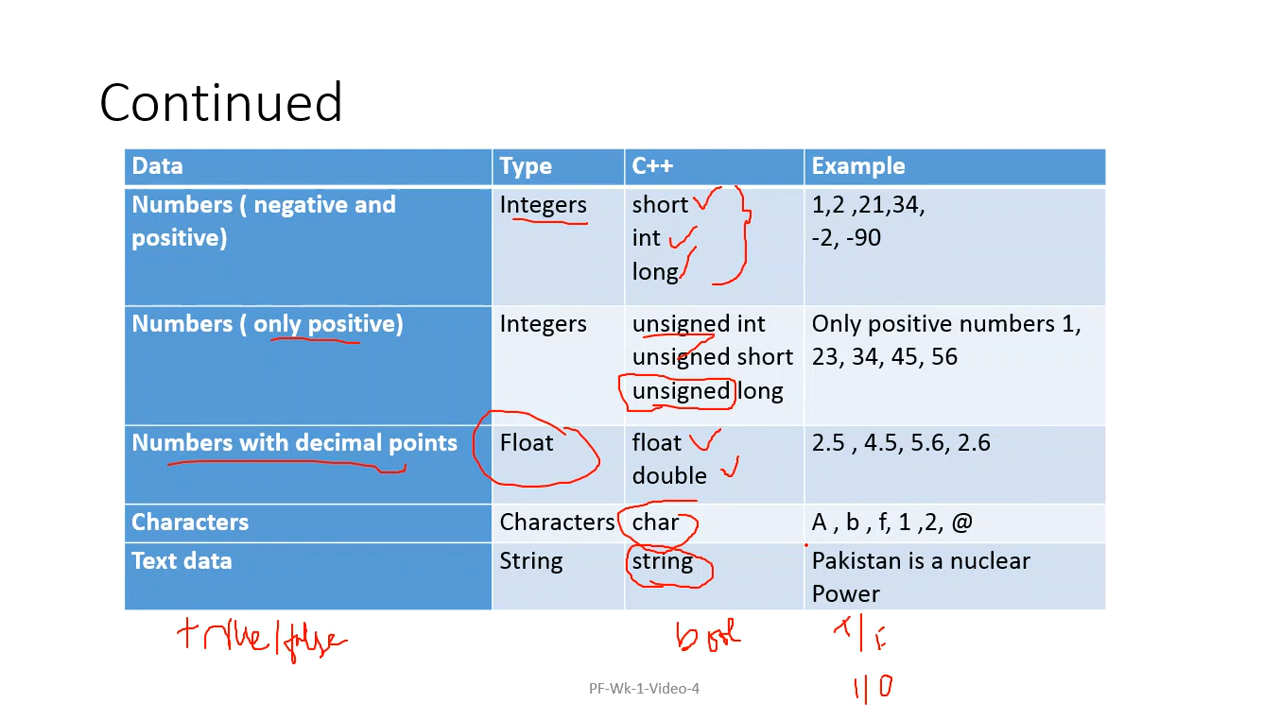 Continued
Data Type C++ Example
Numbers ( negative and positive) Integers short 1,2 ,21,34,
int -2, -90
long
Numbers ( only positive) Integers unsigned int Only positive numbers 1,
unsigned short 23, 34, 45, 56
unsigned long
Numbers with decimal points Float float 2.5 , 4.5, 5.6, 2.6
double
Characters Characters char A , b , f, 1 ,2, @
Text data String string Pakistan is a nuclear
Power
true/false bool
1/0
PF-Wk-1-Video-4